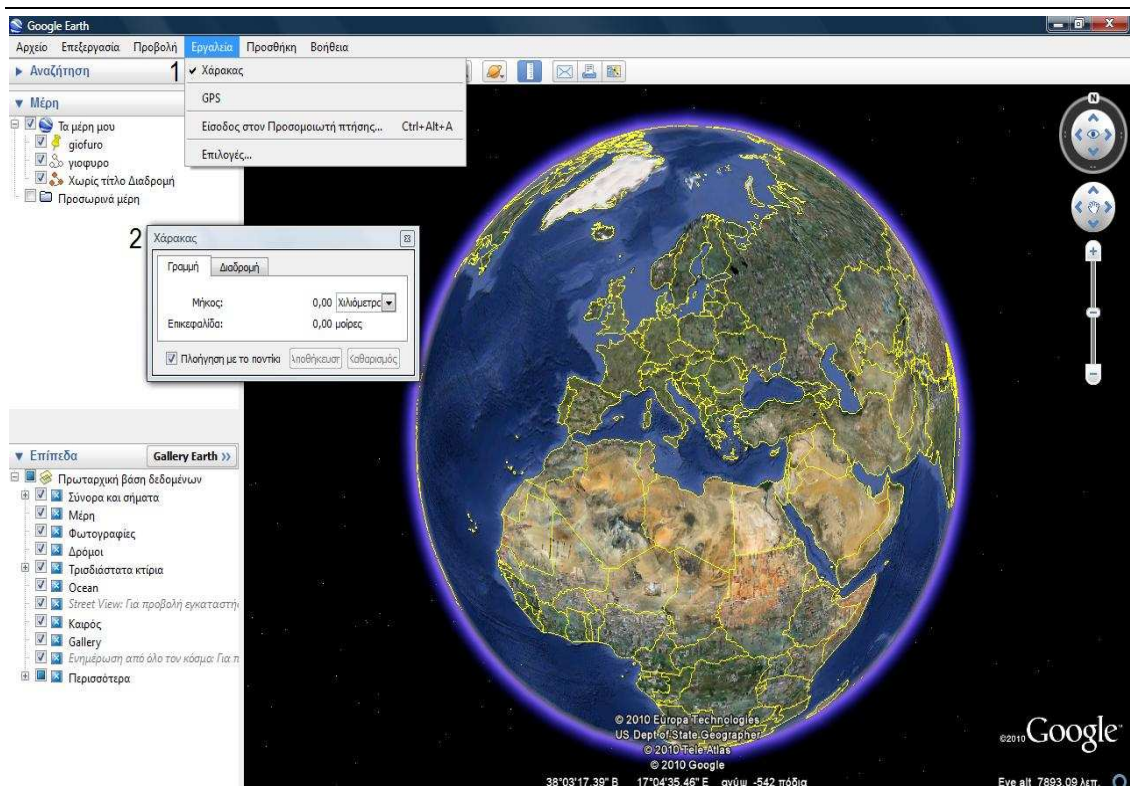 Google Earth
Αρχείο Επεξεργασία Προβολή Εργαλεία Προσθήκη Βοήθεια
Αναζήτηση
1
Χάρακας
GPS
Είσοδος στον Προσομοιωτή πτήσης... Ctrl+Alt+A
Επιλογές...
Μέρη
Τα μέρη μου
giofuro
γιοφυρο
Χωρίς τίτλο Διαδρομή
Προσωρινά μέρη
2
Χάρακας
Γραμμή Διαδρομή
Μήκος: 0,00 Χιλιόμετρα
Επικεφαλίδα: 0,00 μοίρες
Πλοήγηση με το ποντίκι Αποθήκευση Καθαρισμός
N
Επίπεδα Gallery Earth >>
Πρωταρχική βάση δεδομένων
Σύνορα και σήματα
Μέρη
Φωτογραφίες
Δρόμοι
Τρισδιάστατα κτίρια
Ocean
Street View: Για προβολή εγκαταστή
Καιρός
Gallery
Ενημέρωση από όλο τον κόσμο: Για π
Περισσότερα
© 2010 Europa Technologies
US Dept of State Geographer
© 2010 Tele Atlas
© 2010 Google
©2010 Google
38°03'17.39" Β 17°04'35.46" Ε ανύψ -542 πόδια Eye alt 7893.09 λεπ.